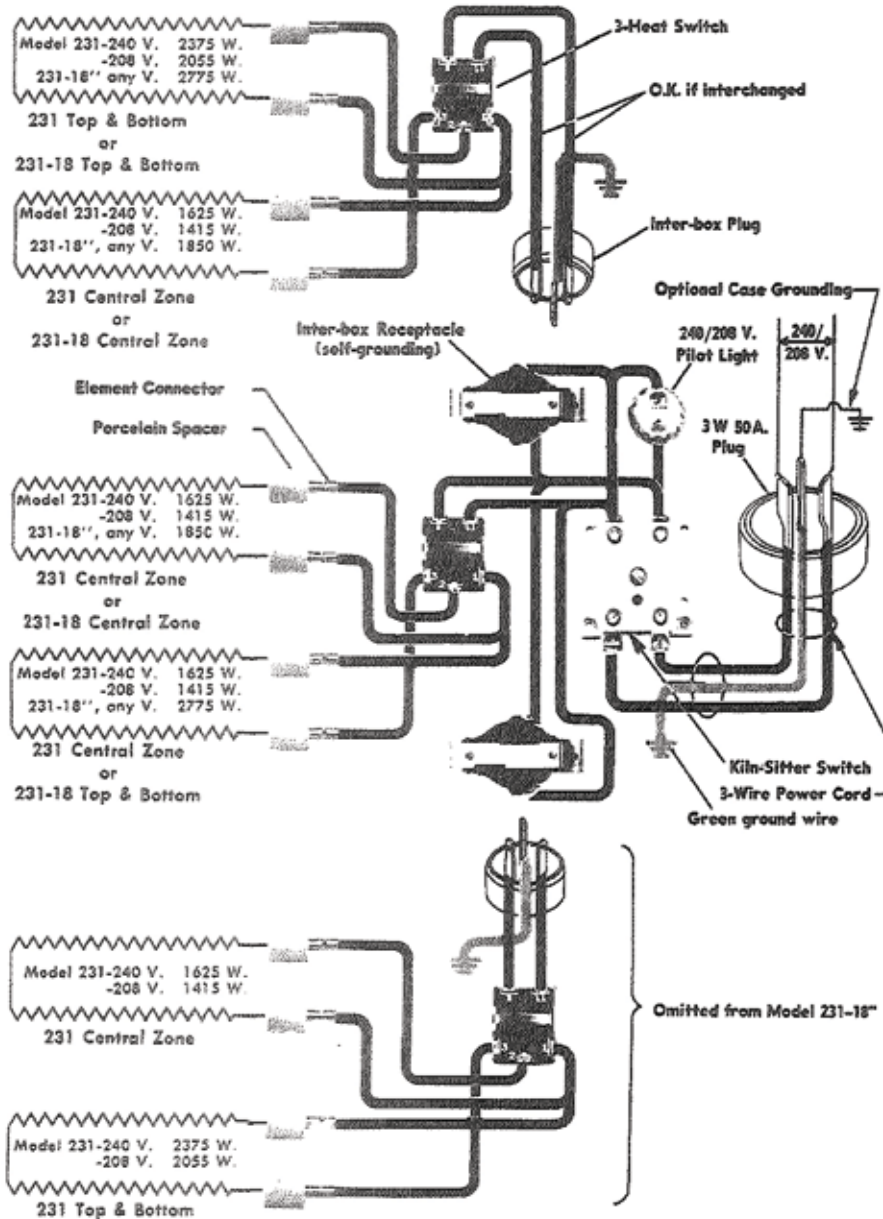 Model 231-240 V. 2375 W.
-208 V. 2055 W.
231-18'' any V. 2775 W.
231 Top & Bottom
or
231-18 Top & Bottom
Model 231-240 V. 1625 W.
-208 V. 1415 W.
231-18'', any V. 1850 W.
231 Central Zone
or
231-18 Central Zone
3-Heat Switch
O.K. if interchanged
Inter-box Plug
Optional Case Grounding
Inter-box Receptacle
(self-grounding)
240/208 V.
Pilot Light
240/
208 V.
3 W 50 A.
Plug
Element Connector
Porcelain Spacer
Model 231-240 V. 1625 W.
-208 V. 1415 W.
231-18'', any V. 1850 W.
231 Central Zone
or
231-18 Central Zone
Model 231-240 V. 1625 W.
-208 V. 1415 W.
231-18'', any V. 2775 W.
231 Central Zone
or
231-18 Top & Bottom
Kiln-Sitter Switch
3-Wire Power Cord
Green ground wire
Model 231-240 V. 1625 W.
-208 V. 1415 W.
231 Central Zone
Omitted from Model 231-18"
Model 231-240 V. 2375 W.
-208 V. 2055 W.
231 Top & Bottom